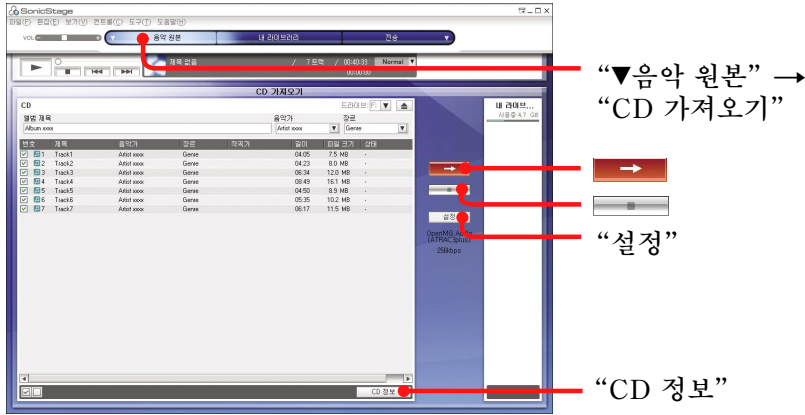 SonicStage
파일(F) 편집(E) 보기(V) 컨트롤(C) 도구(T) 도움말(H)
VOL
▼ 음악 원본 내 라이브러리 전송 ▼
제목 없음 / 7 트랙 / 00:40:33 Normal ▼
00:00:00
CD 가져오기
CD 드라이브: F: ▼
앨범 제목 음악가 장르
Album xxxx Artist xxxx ▼ Genre ▼
번호 제목 음악가 장르 작곡가 길이 파일 크기 상태
1 Track1 Artist xxxx Genre 04:05 7.5 MB -
2 Track2 Artist xxxx Genre 04:23 8.0 MB -
3 Track3 Artist xxxx Genre 06:34 12.0 MB -
4 Track4 Artist xxxx Genre 08:49 16.1 MB -
5 Track5 Artist xxxx Genre 04:50 8.9 MB -
6 Track6 Artist xxxx Genre 05:35 10.2 MB -
7 Track7 Artist xxxx Genre 06:17 11.5 MB -
CD 정보
설정
OpenMG Audio
(ATRAC3plus)
256kbps
내 라이브...
사용중 4.7 GB
“▼음악 원본” →
“CD 가져오기”
→
“설정”
“CD 정보”